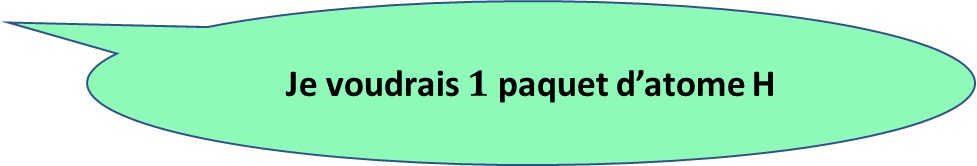 Je voudrais 1 paquet d’atome H